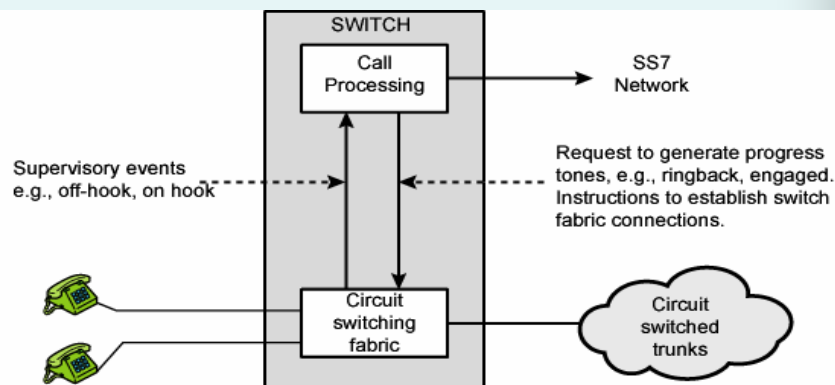 SWITCH
Call
Processing
SS7
Network
Supervisory events
e.g., off-hook, on hook
Request to generate progress
tones, e.g., ringback, engaged.
Instructions to establish switch
fabric connections.
Circuit
switching
fabric
Circuit
switched
trunks